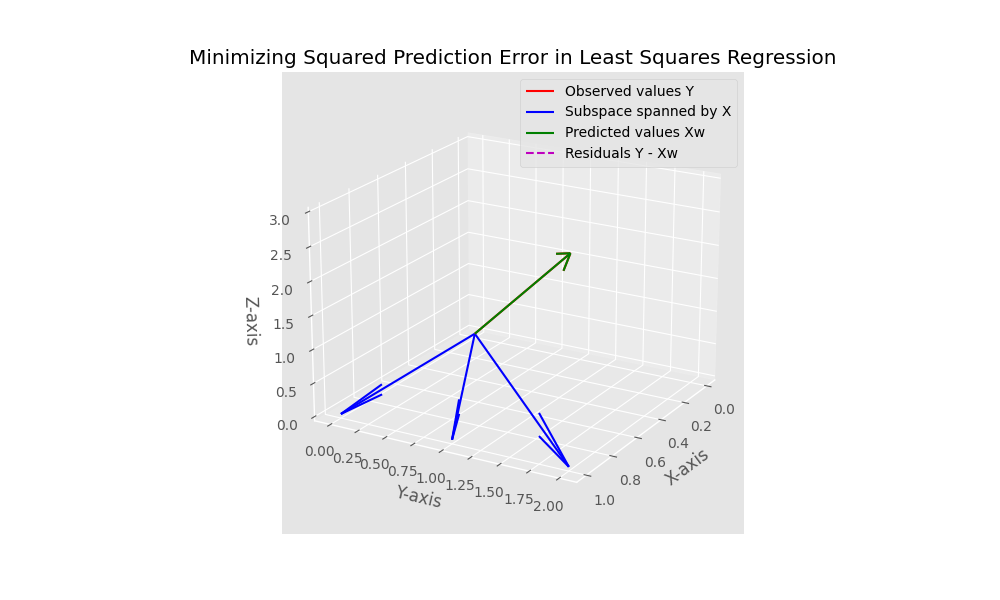 Minimizing Squared Prediction Error in Least Squares Regression
Observed values Y
Subspace spanned by X
Predicted values Xw
Residuals Y - Xw
3.0
2.5
2.0
1.5
1.0
0.5
0.0
Z-axis
0.00
0.25
0.50
0.75
1.00
1.25
1.50
1.75
2.00
Y-axis
0.0
0.2
0.4
0.6
0.8
1.0
X-axis